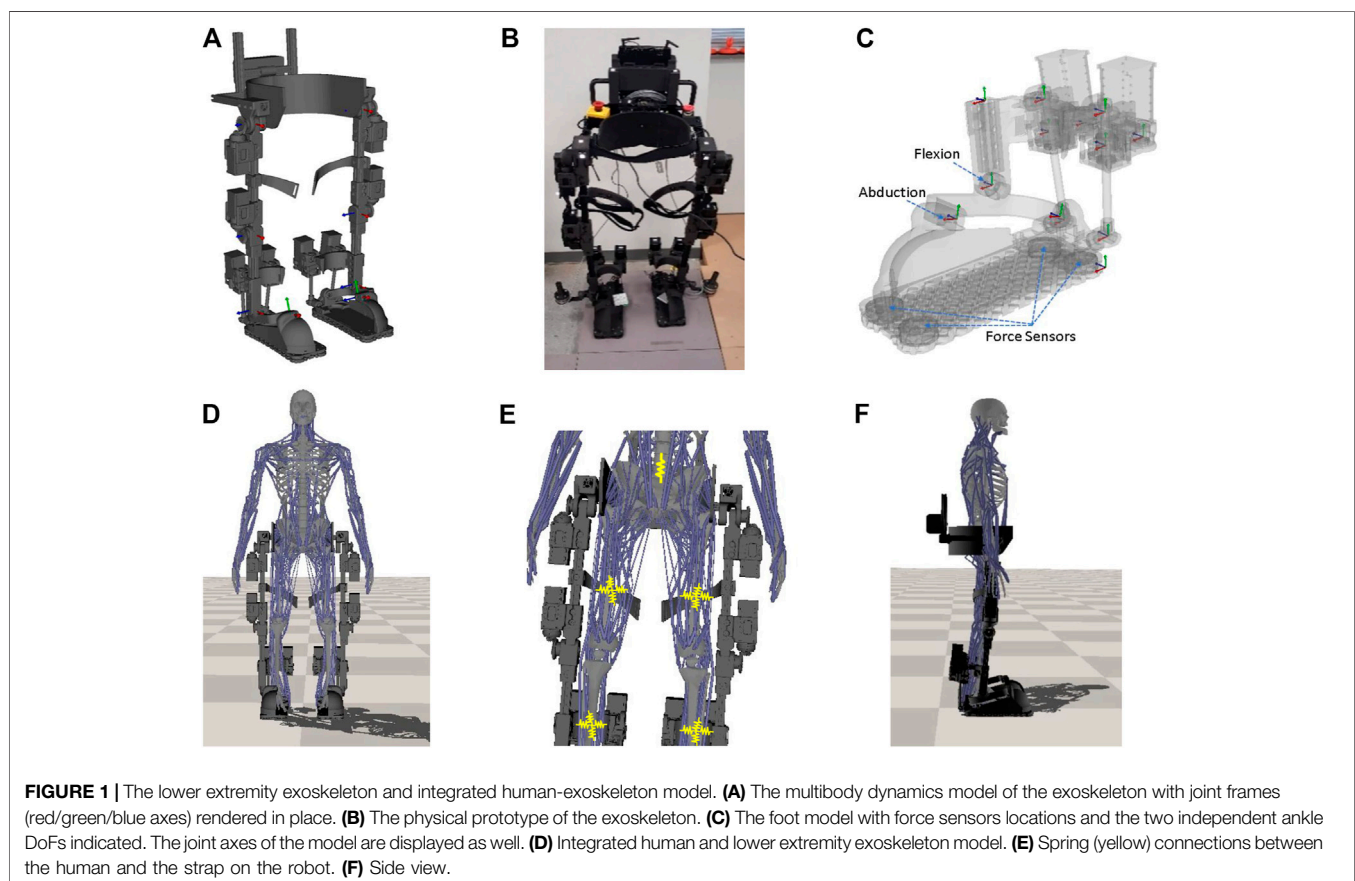 A
B
C
Flexion
Abduction
Force Sensors
D
E
F
FIGURE 1 | The lower extremity exoskeleton and integrated human-exoskeleton model. (A) The multibody dynamics model of the exoskeleton with joint frames
(red/green/blue axes) rendered in place. (B) The physical prototype of the exoskeleton. (C) The foot model with force sensors locations and the two independent ankle
DoFs indicated. The joint axes of the model are displayed as well. (D) Integrated human and lower extremity exoskeleton model. (E) Spring (yellow) connections between
the human and the strap on the robot. (F) Side view.